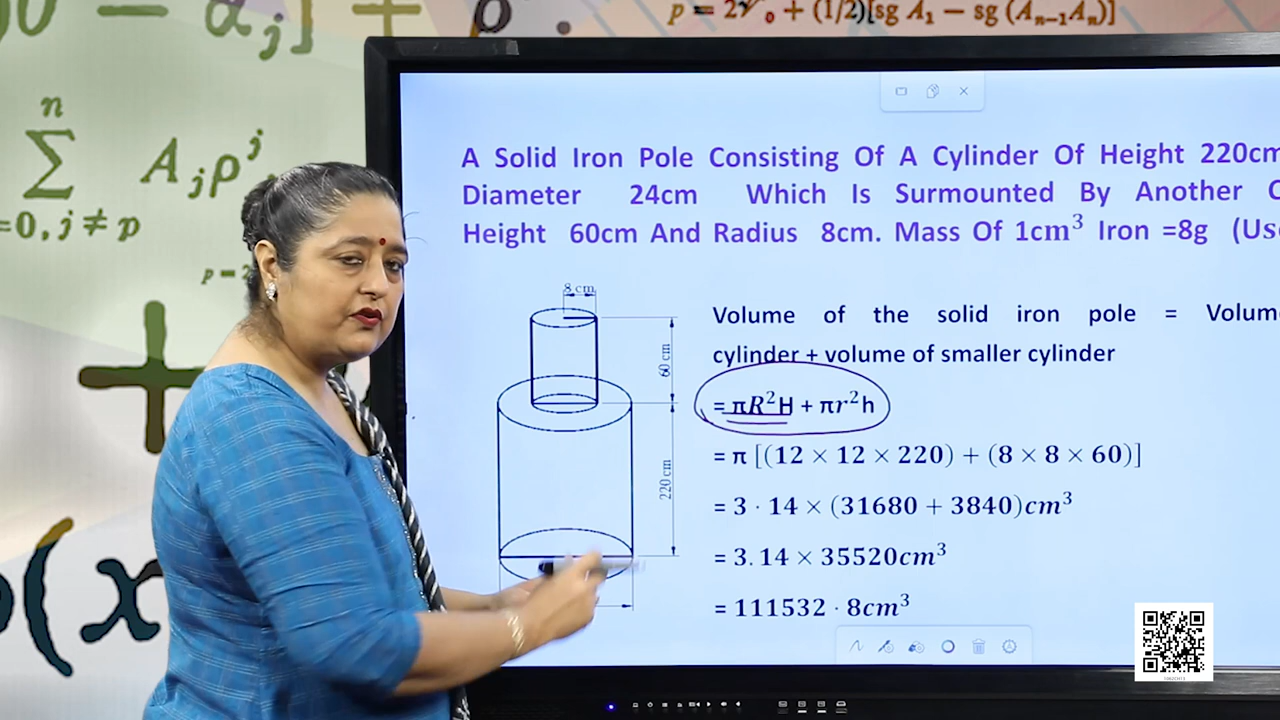 p = 2γ₀ + (1/2)[sg A₁ − sg (Aₙ₋₁Aₙ)]
n
∑ Aⱼρʲ
=0, j ≠ p
A Solid Iron Pole Consisting Of A Cylinder Of Height 220cm
Diameter 24cm Which Is Surmounted By Another
Height 60cm And Radius 8cm. Mass Of 1cm³ Iron =8g
8 cm
60 cm
220 cm
Volume of the solid iron pole =
cylinder + volume of smaller cylinder
= πR²H + πr²h
= π [(12 × 12 × 220) + (8 × 8 × 60)]
= 3 · 14 × (31680 + 3840)cm³
= 3.14 × 35520cm³
= 111532 · 8cm³